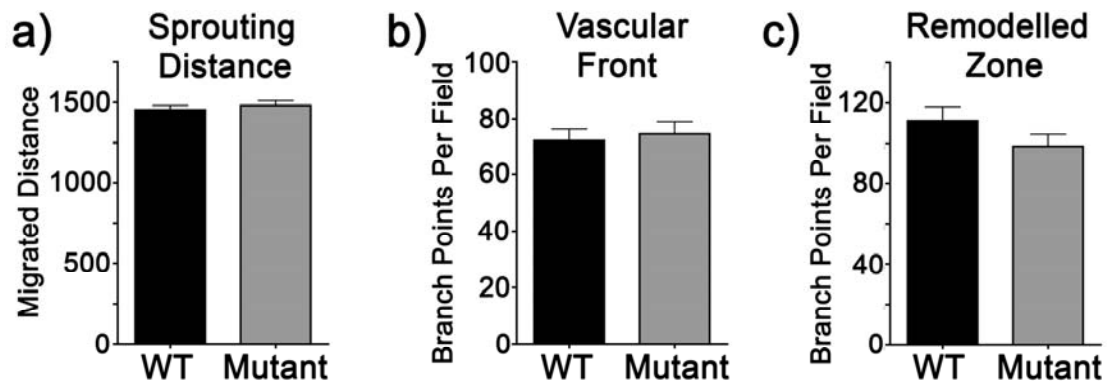 a)
Sprouting
Distance
Migrated Distance
1500
1000
500
0
WT Mutant
b)
Vascular
Front
Branch Points Per Field
100
80
60
40
20
0
WT Mutant
c)
Remodelled
Zone
Branch Points Per Field
120
80
40
0
WT Mutant